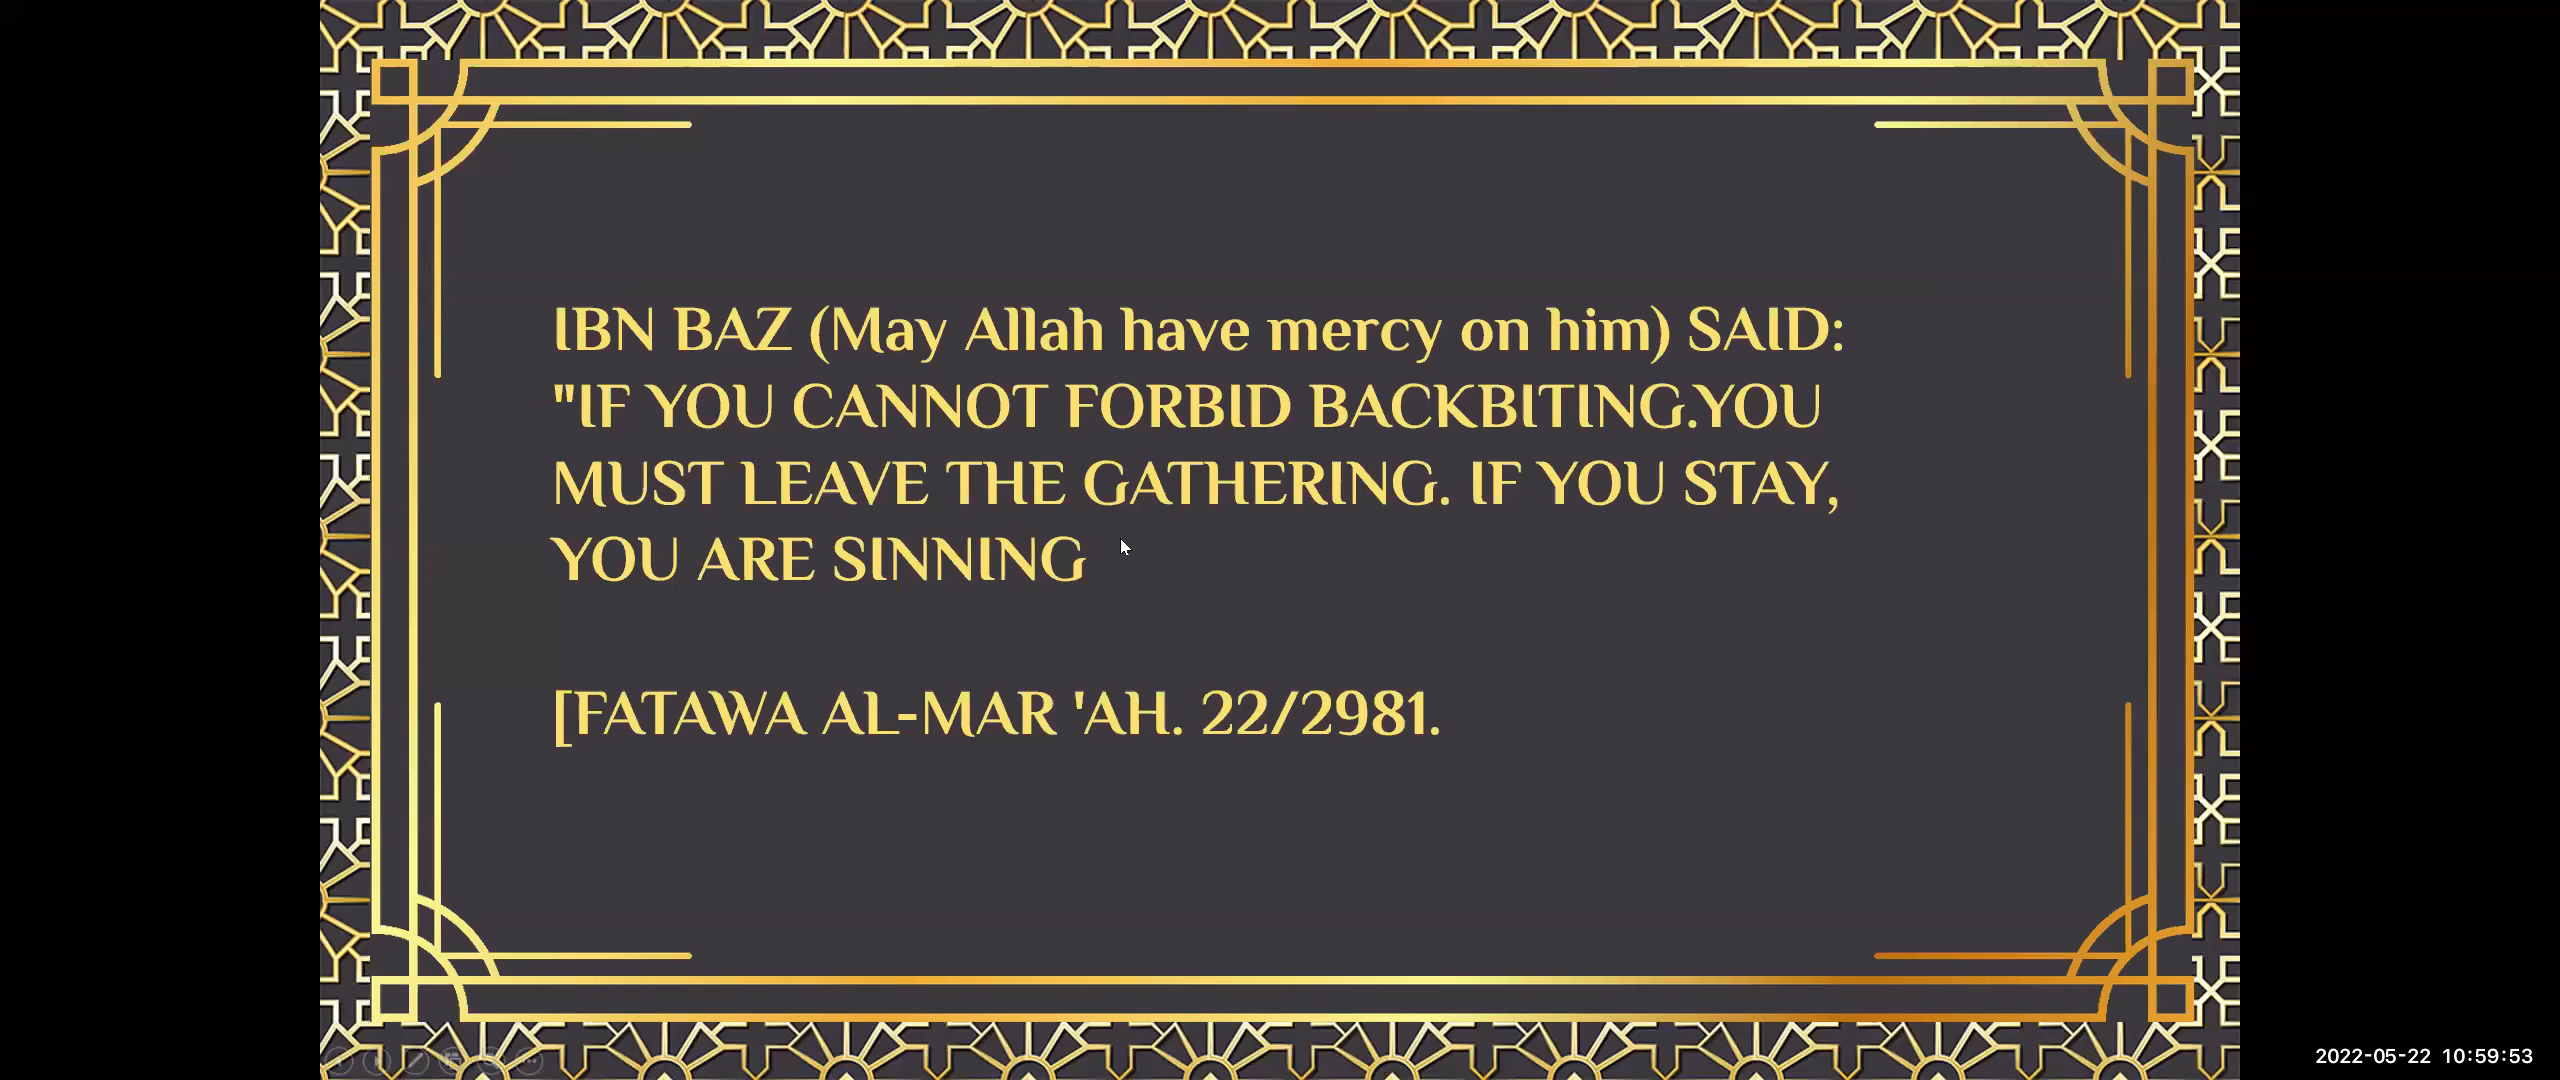 IBN BAZ (May Allah have mercy on him) SAID:
"IF YOU CANNOT FORBID BACKBITING.YOU
MUST LEAVE THE GATHERING. IF YOU STAY,
YOU ARE SINNING
[FATAWA AL-MAR 'AH. 22/2981.
2022-05-22 10:59:53